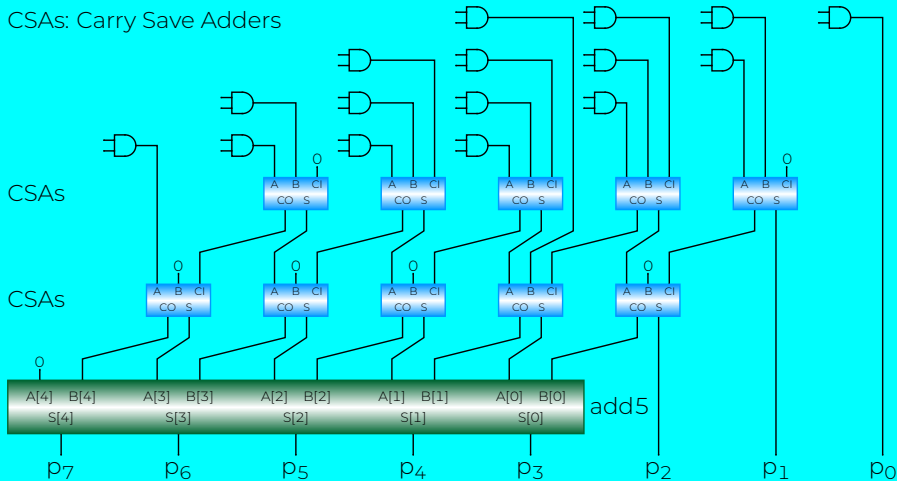 CSAs: Carry Save Adders
0 0
A B CI A B CI A B CI A B CI A B CI
CSAs
CO S CO S CO S CO S CO S
0 0 0 0
A B CI A B CI A B CI A B CI A B CI
CSAs
CO S CO S CO S CO S CO S
0
A[4] B[4] A[3] B[3] A[2] B[2] A[1] B[1] A[0] B[0]
add5
S[4] S[3] S[2] S[1] S[0]
p7 p6 p5 p4 p3 p2 p1 p0